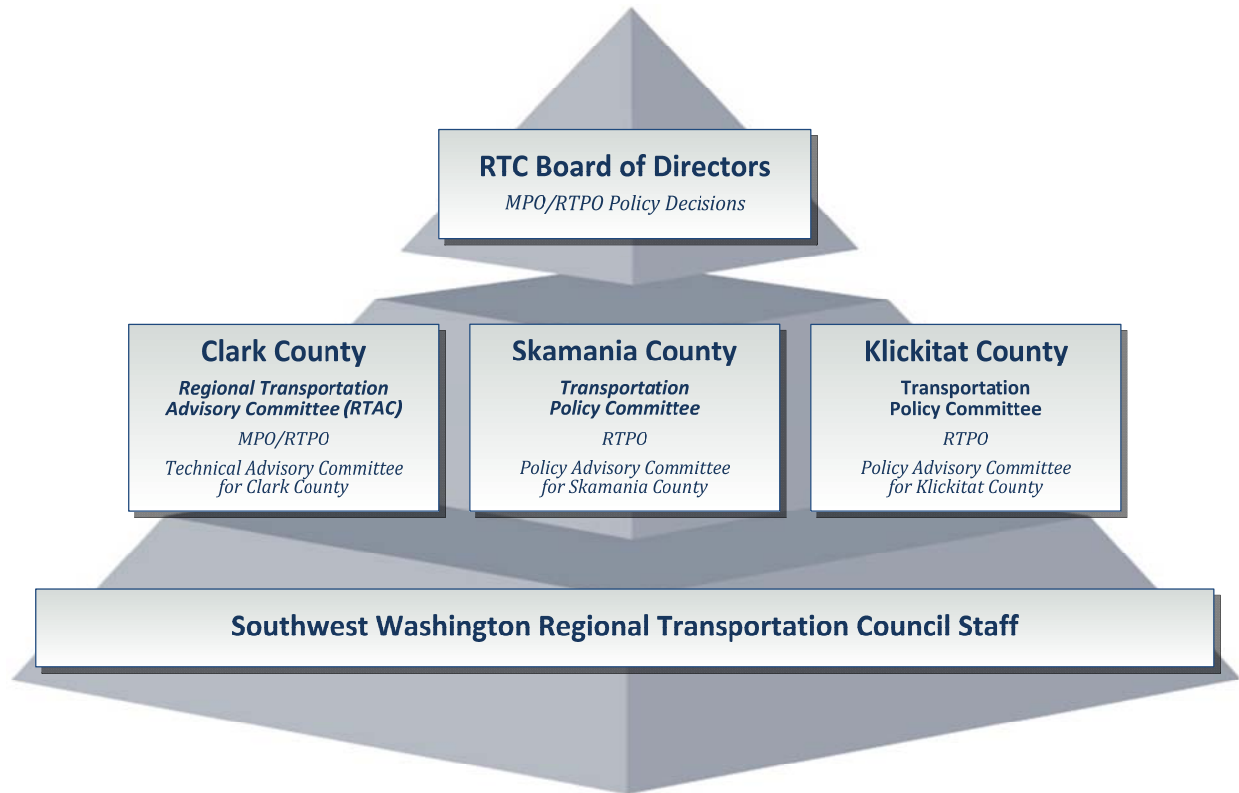 RTC Board of Directors
MPO/RTPO Policy Decisions
Clark County
Regional Transportation
Advisory Committee (RTAC)
MPO/RTPO
Technical Advisory Committee
for Clark County
Skamania County
Transportation
Policy Committee
RTPO
Policy Advisory Committee
for Skamania County
Klickitat County
Transportation
Policy Committee
RTPO
Policy Advisory Committee
for Klickitat County
Southwest Washington Regional Transportation Council Staff